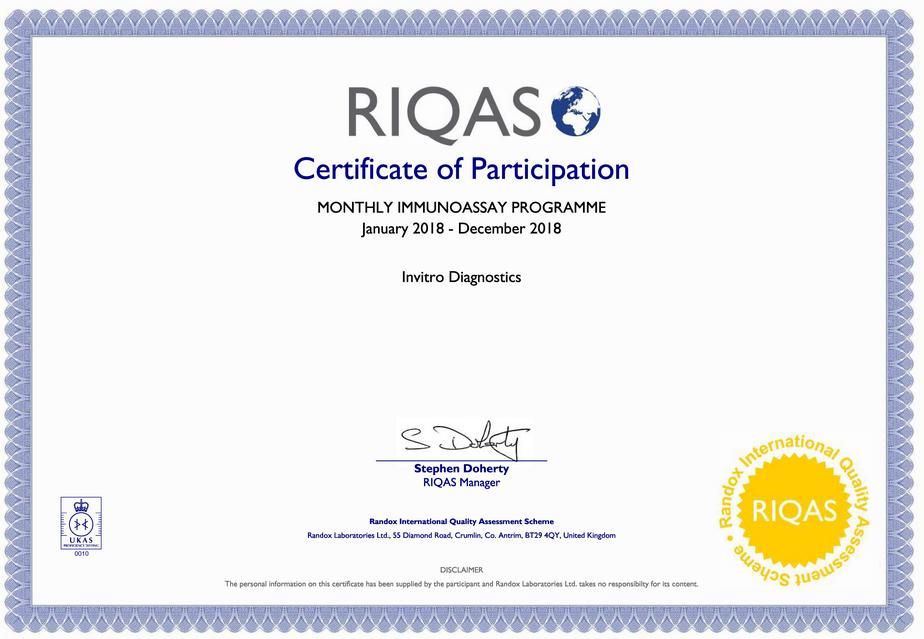 RIQAS
Certificate of Participation
MONTHLY IMMUNOASSAY PROGRAMME
January 2018 - December 2018
Invitro Diagnostics
S Doherty
Stephen Doherty
RIQAS Manager
Randox International Quality Assessment Scheme
Randox Laboratories Ltd., 55 Diamond Road, Crumlin, Co. Antrim, BT29 4QY, United Kingdom
UKAS
PROFICIENCY TESTING
0010
Randox International Quality Assessment Scheme •
RIQAS
DISCLAIMER
The personal information on this certificate has been supplied by the participant and Randox Laboratories Ltd. takes no responsibilty for its content.